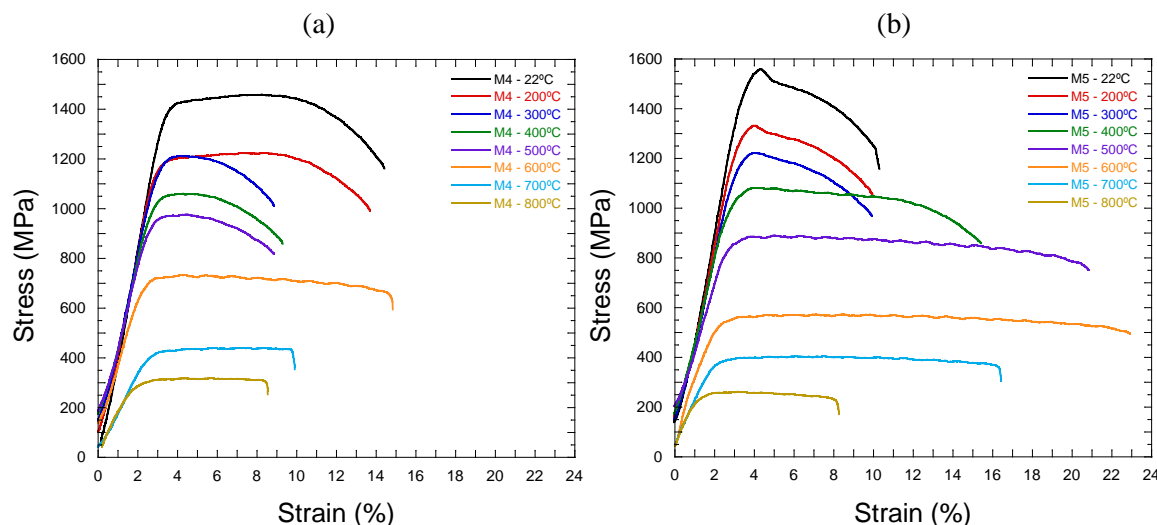 (a)
1600
1400
1200
1000
800
600
400
200
0
Stress (MPa)
M4 - 22ºC
M4 - 200ºC
M4 - 300ºC
M4 - 400ºC
M4 - 500ºC
M4 - 600ºC
M4 - 700ºC
M4 - 800ºC
0 2 4 6 8 10 12 14 16 18 20 22 24
Strain (%)
(b)
1600
1400
1200
1000
800
600
400
200
0
Stress (MPa)
M5 - 22ºC
M5 - 200ºC
M5 - 300ºC
M5 - 400ºC
M5 - 500ºC
M5 - 600ºC
M5 - 700ºC
M5 - 800ºC
0 2 4 6 8 10 12 14 16 18 20 22 24
Strain (%)